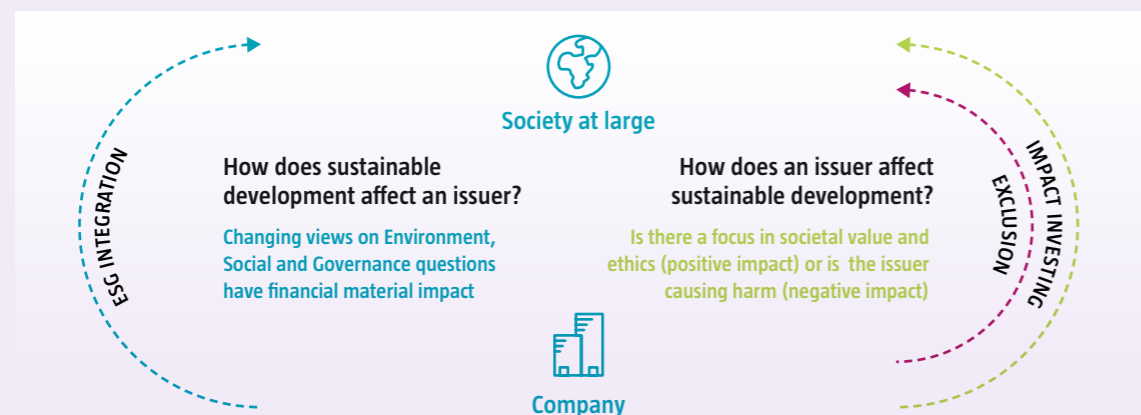 Society at large
ESG INTEGRATION
How does sustainable
development affect an issuer?
Changing views on Environment,
Social and Governance questions
have financial material impact
How does an issuer affect
sustainable development?
Is there a focus in societal value and
ethics (positive impact) or is the issuer
causing harm (negative impact)
EXCLUSION
IMPACT INVESTING
Company